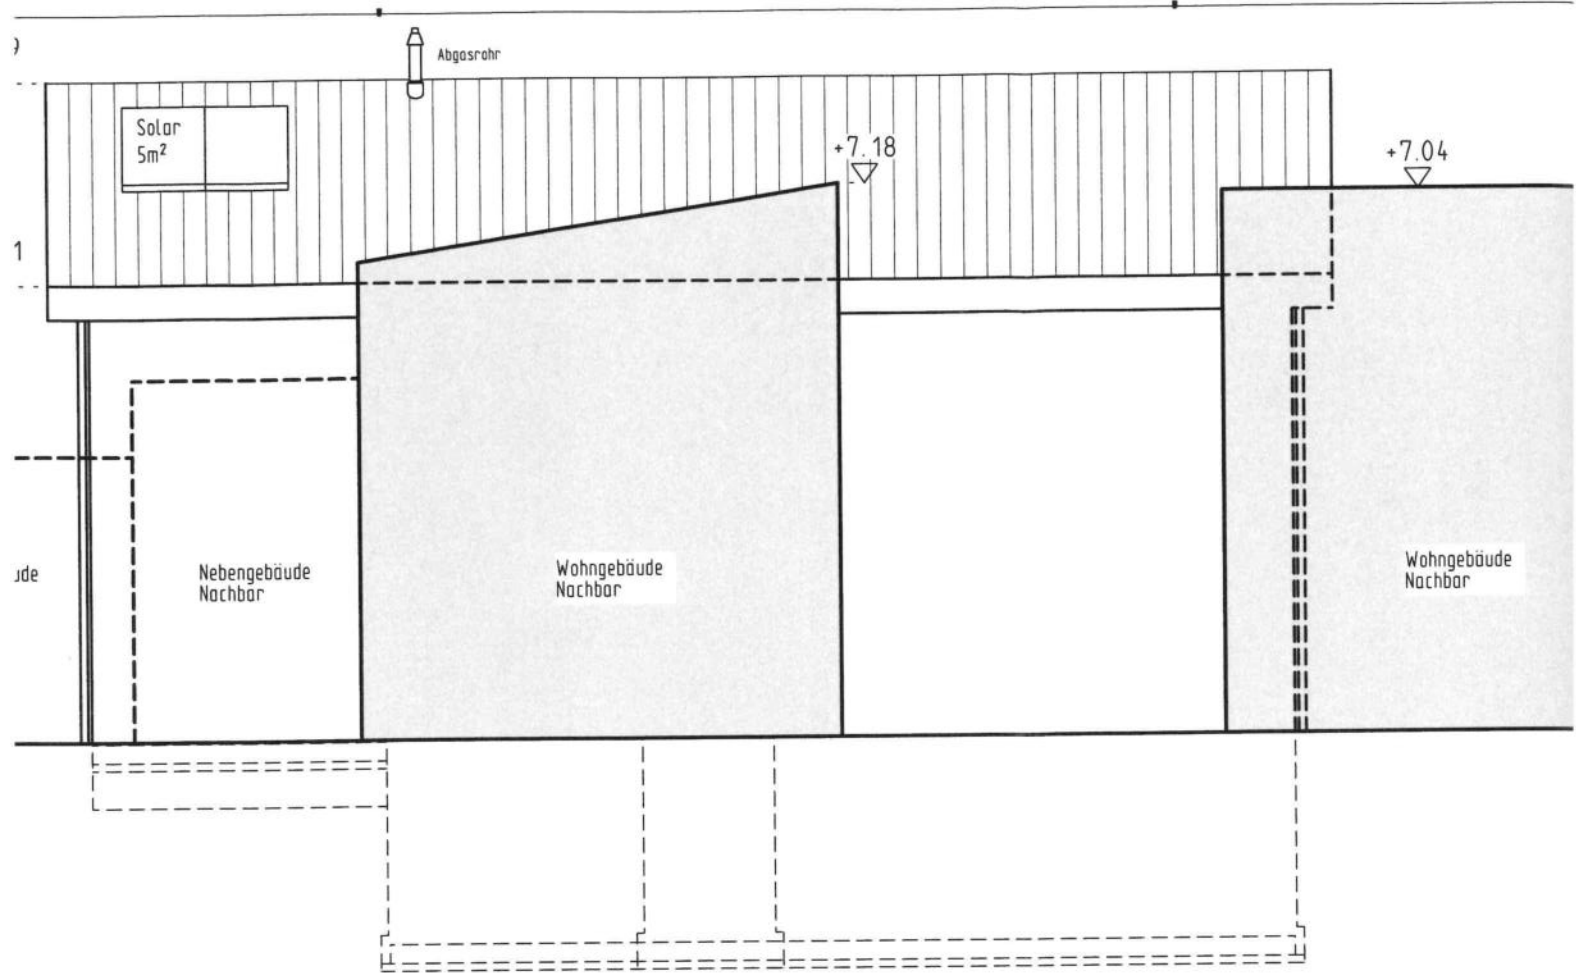 Abgasrohr
Solar
5m²
+7.18
+7.04
1
ude
Nebengebäude
Nachbar
Wohngebäude
Nachbar
Wohngebäude
Nachbar